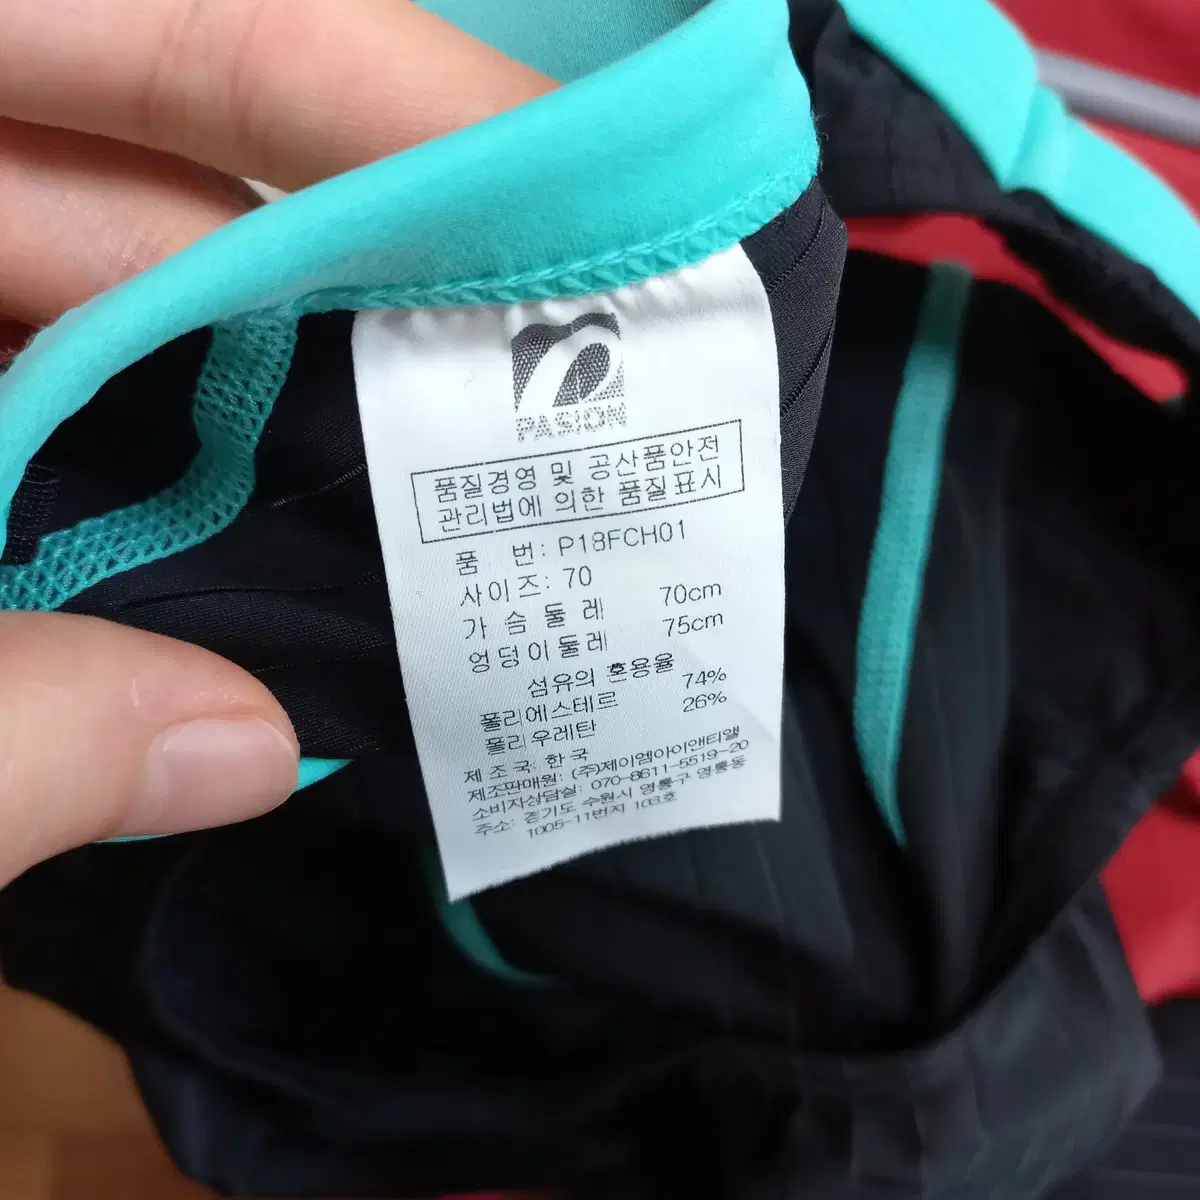 PASION
품질경영 및 공산품안전
관리법에 의한 품질표시
품 번: P18FCH01
사이즈: 70
가 슴 둘 레 70cm
엉덩이둘레 75cm
섬유의 혼용율
폴리에스테르 74%
폴리우레탄 26%
제 조 국: 한국
제조판매원: (주)제이엠아이앤티앨
소비자상담실: 070-8611-5519~20
주소: 경기도 수원시 영통구 영통동
1005-11번지 103호